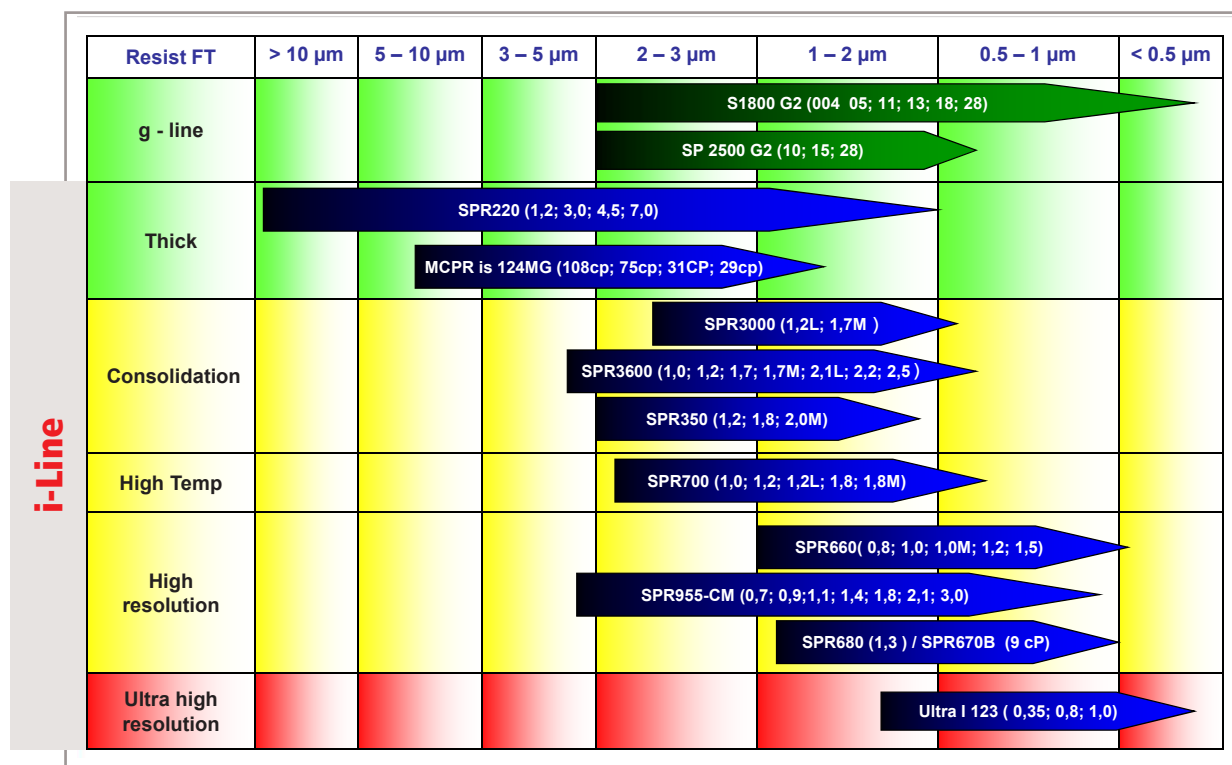 Resist FT > 10 µm 5 – 10 µm 3 – 5 µm 2 – 3 µm 1 – 2 µm 0.5 – 1 µm < 0.5 µm
g - line
S1800 G2 (004 05; 11; 13; 18; 28)
SP 2500 G2 (10; 15; 28)
i-Line
Thick
SPR220 (1,2; 3,0; 4,5; 7,0)
MCPR is 124MG (108cp; 75cp; 31CP; 29cp)
Consolidation
SPR3000 (1,2L; 1,7M )
SPR3600 (1,0; 1,2; 1,7; 1,7M; 2,1L; 2,2; 2,5 )
SPR350 (1,2; 1,8; 2,0M)
High Temp
SPR700 (1,0; 1,2; 1,2L; 1,8; 1,8M)
High
resolution
SPR660( 0,8; 1,0; 1,0M; 1,2; 1,5)
SPR955-CM (0,7; 0,9;1,1; 1,4; 1,8; 2,1; 3,0)
SPR680 (1,3 ) / SPR670B (9 cP)
Ultra high
resolution
Ultra I 123 ( 0,35; 0,8; 1,0)